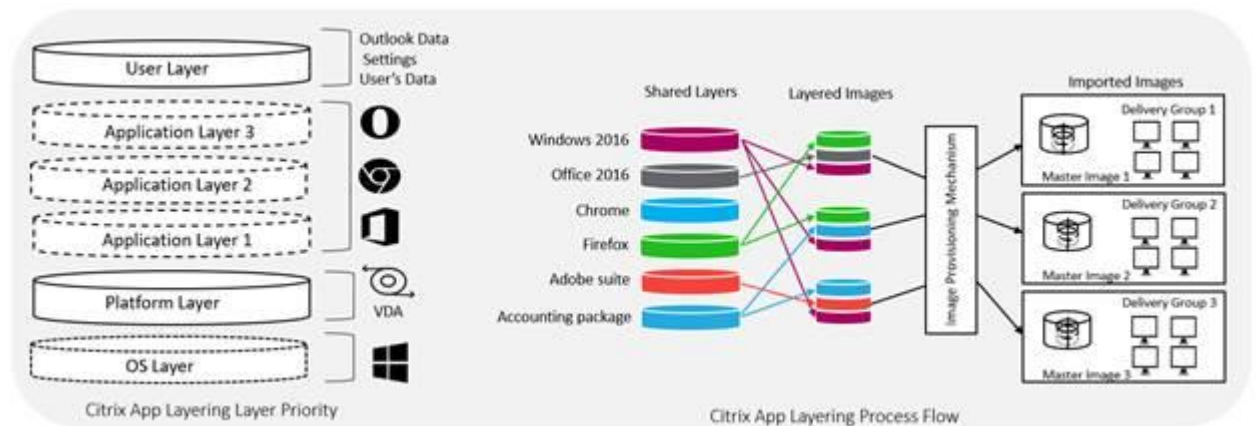 User Layer
Outlook Data
Settings
User's Data
Application Layer 3
Application Layer 2
Application Layer 1
Platform Layer
VDA
OS Layer
Citrix App Layering Layer Priority
Shared Layers
Layered Images
Imported Images
Windows 2016
Office 2016
Chrome
Firefox
Adobe suite
Accounting package
Image Provisioning Mechanism
Delivery Group 1
Master Image 1
Delivery Group 2
Master Image 2
Delivery Group 3
Master Image 3
Citrix App Layering Process Flow